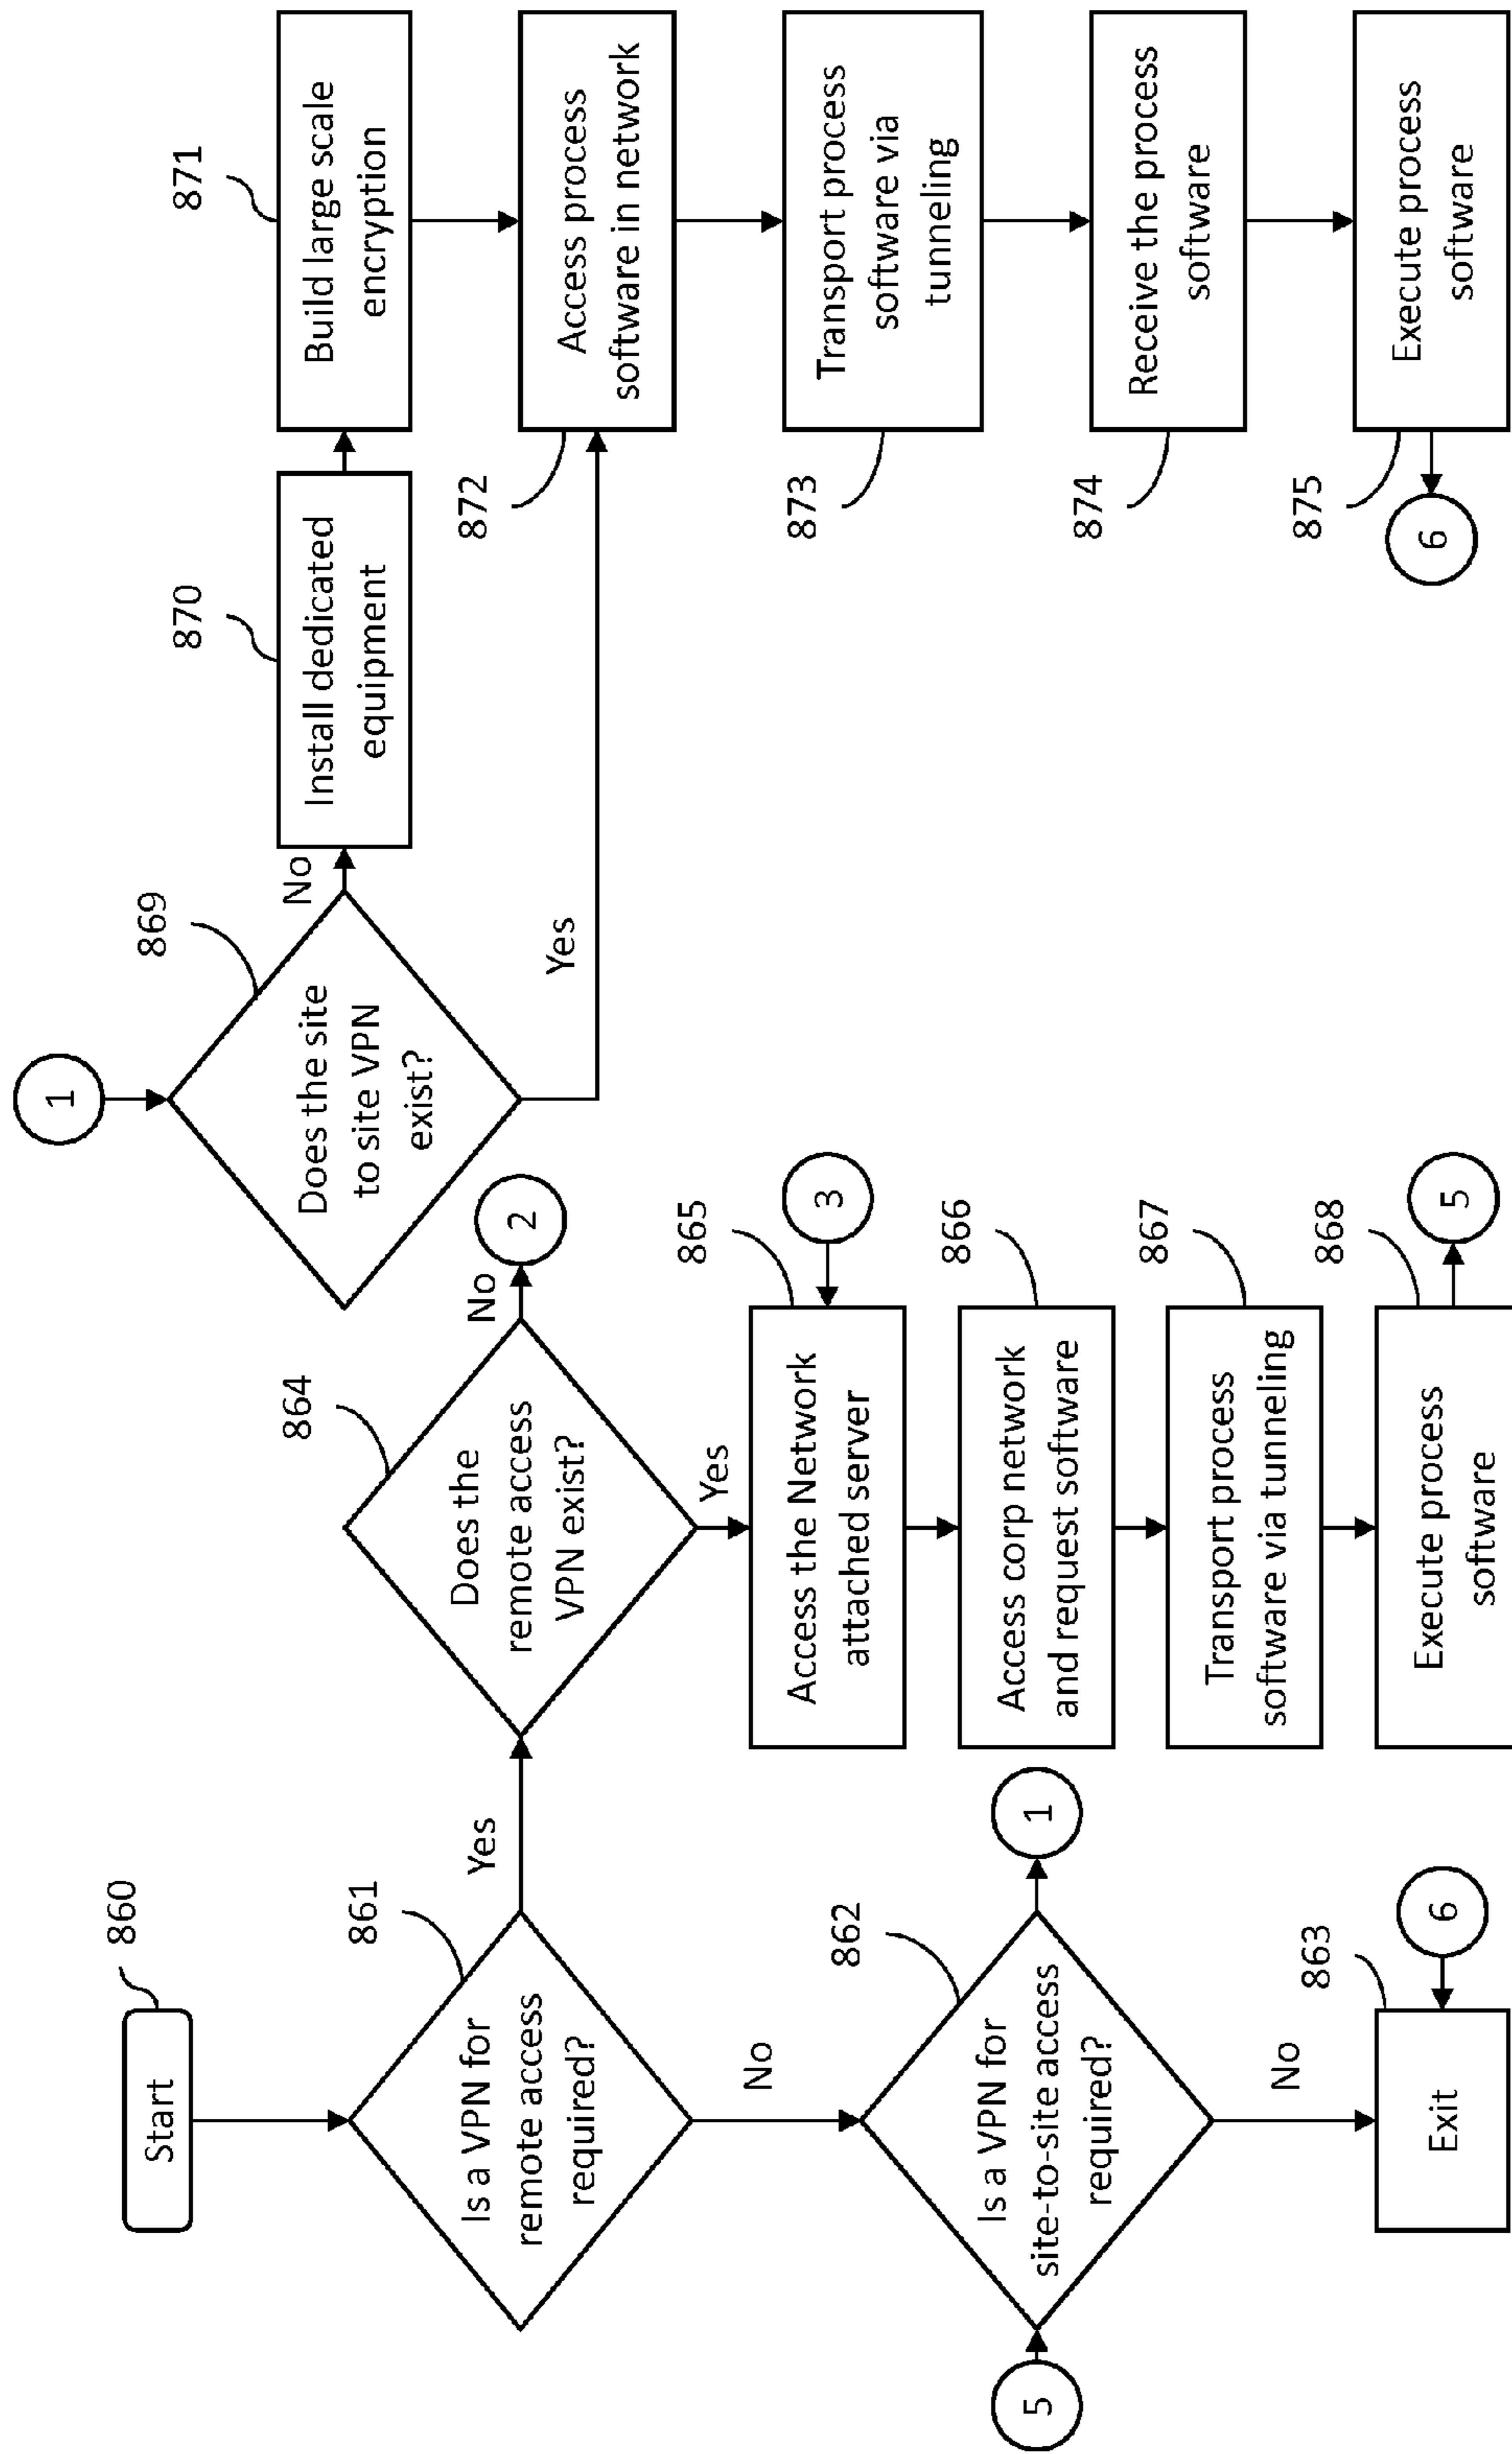 860
Start
861
Is a VPN for
remote access
required?
Yes
No
862
Is a VPN for
site-to-site access
required?
5
1
No
863
Exit
6
864
Does the
remote access
VPN exist?
No
2
Yes
865
Access the Network
attached server
3
866
Access corp network
and request software
867
Transport process
software via tunneling
868
Execute process
software
5
1
869
Does the site
to site VPN
exist?
No
Yes
870
Install dedicated
equipment
871
Build large scale
encryption
872
Access process
software in network
873
Transport process
software via
tunneling
874
Receive the process
software
875
Execute process
software
6